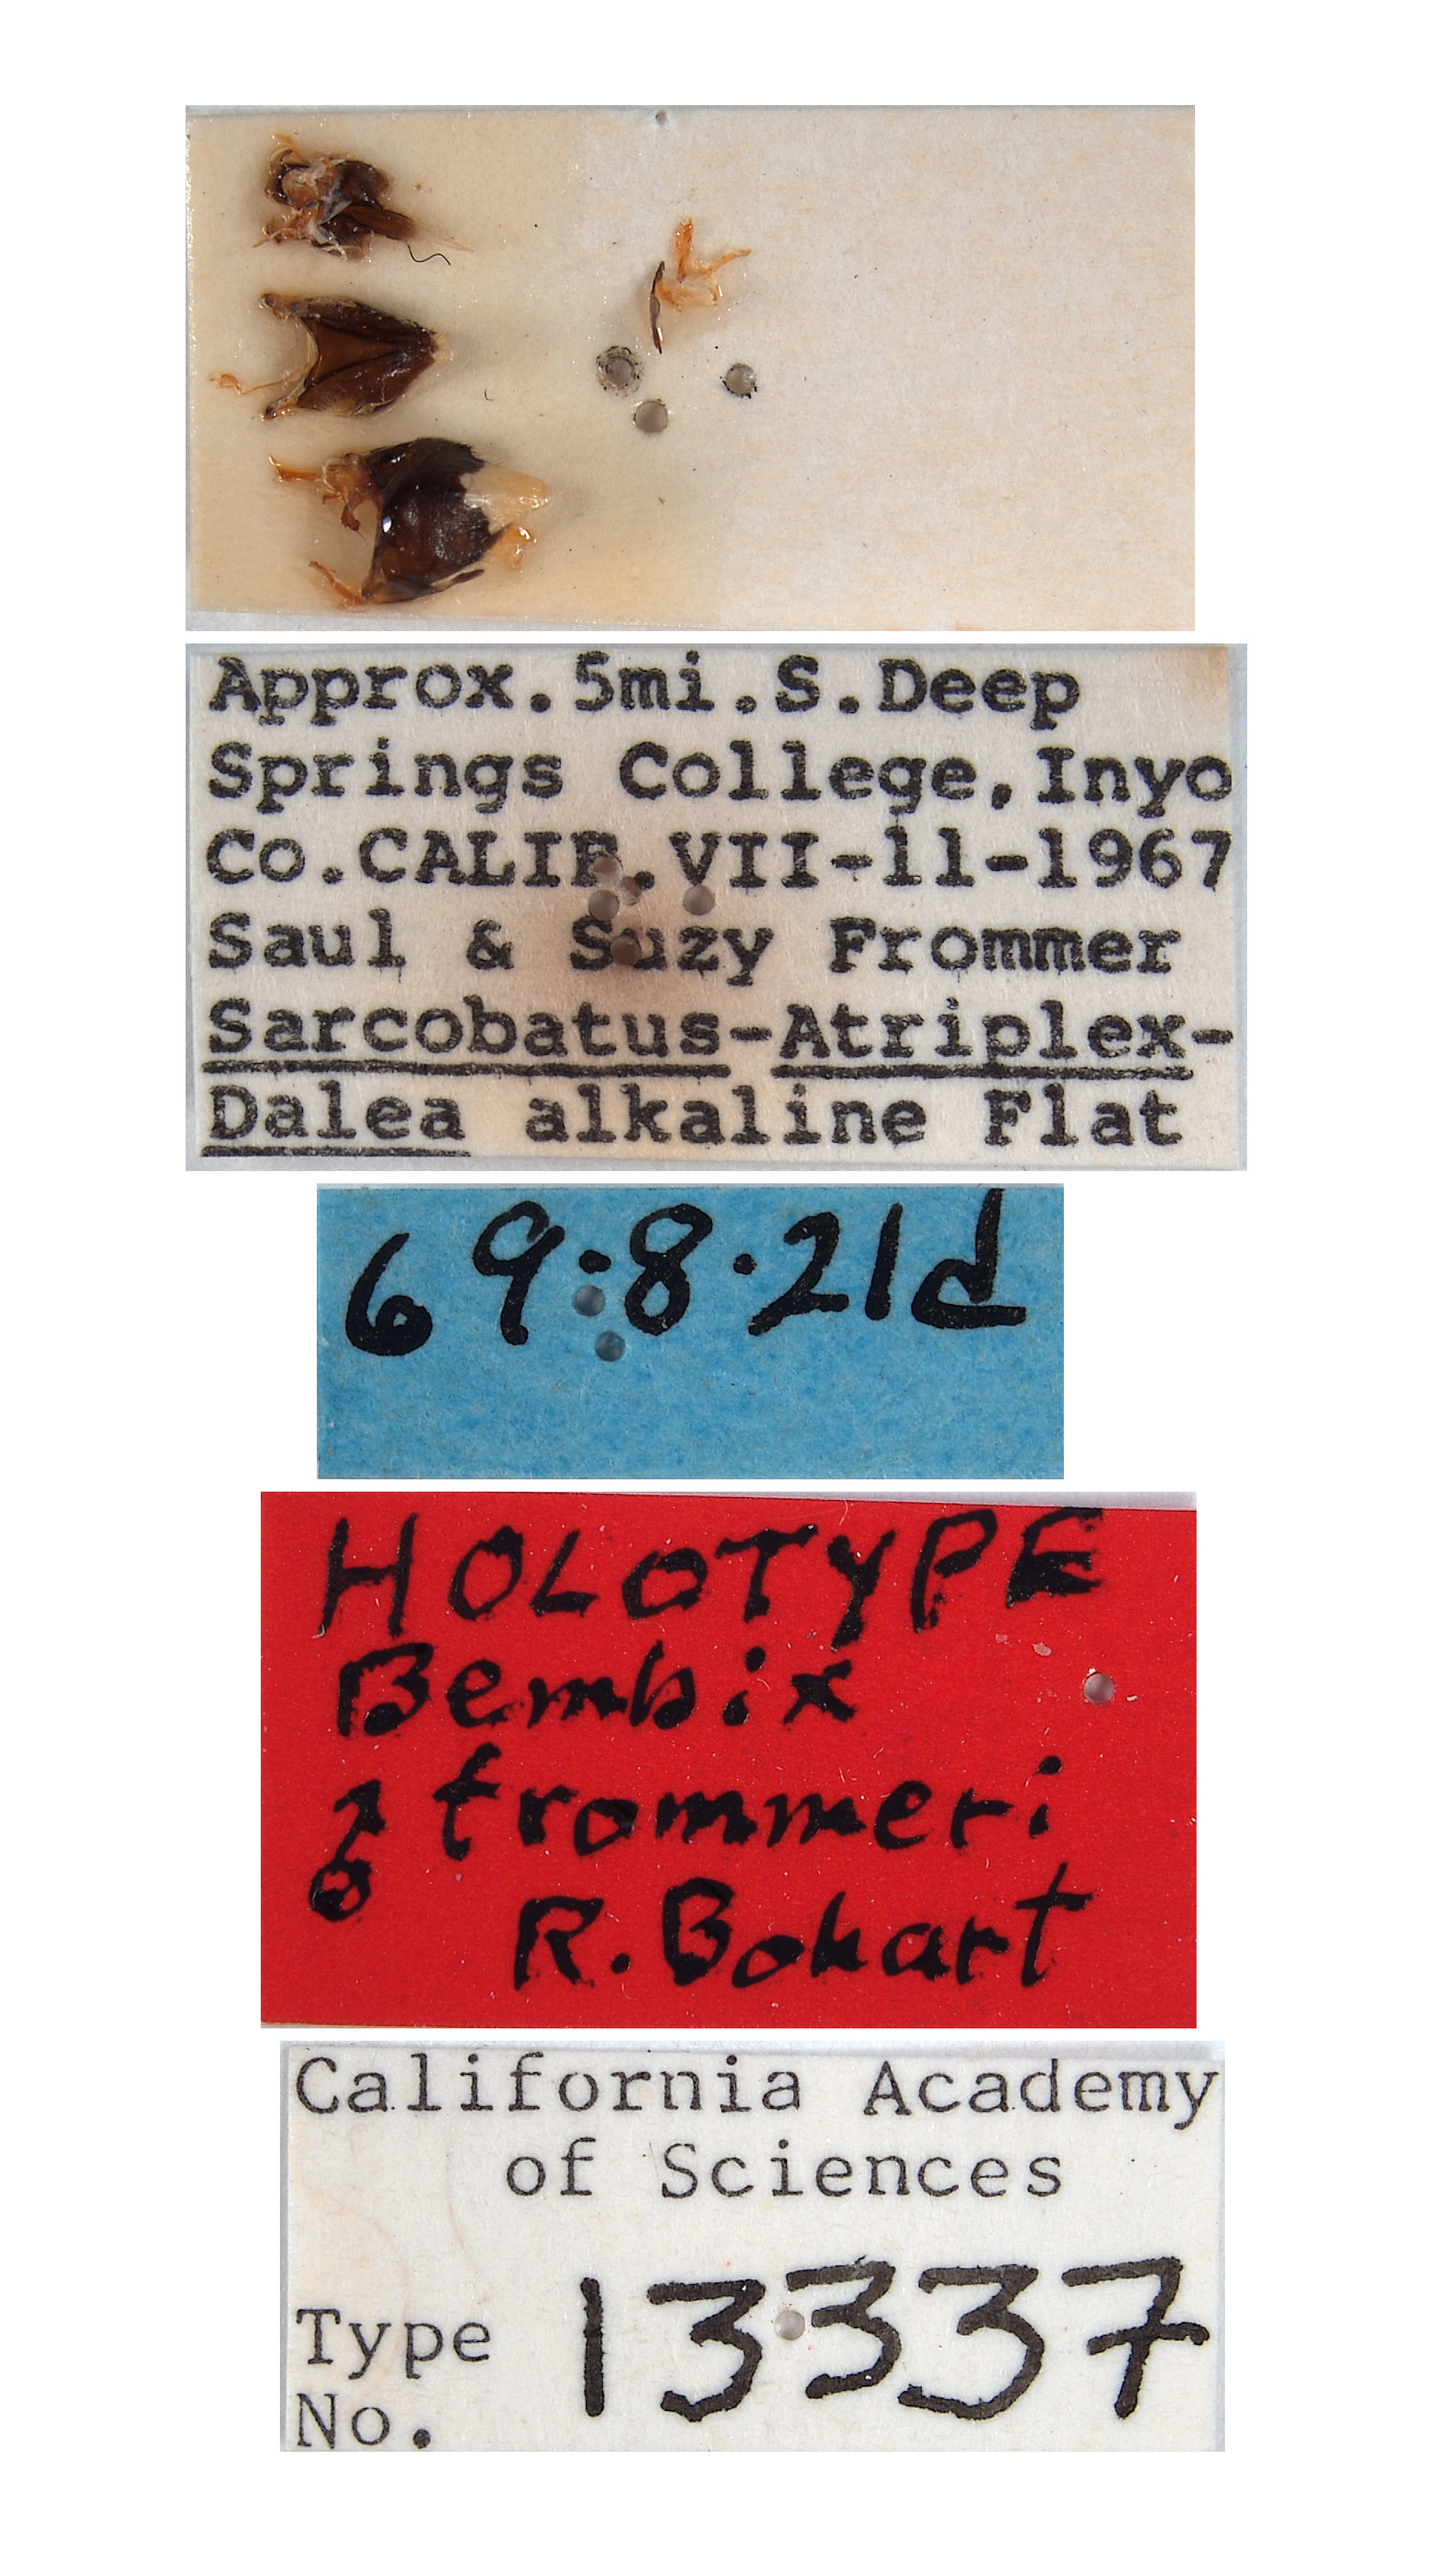 Approx.5mi.S.Deep
Springs College,Inyo
Co.CALIF.VII-11-1967
Saul & Suzy Frommer
Sarcobatus-Atriplex-
Dalea alkaline Flat
69:8.21d
HOLOTYPE
Bembix
♂ frommeri
R. Bohart
California Academy
of Sciences
Type 13337
No.